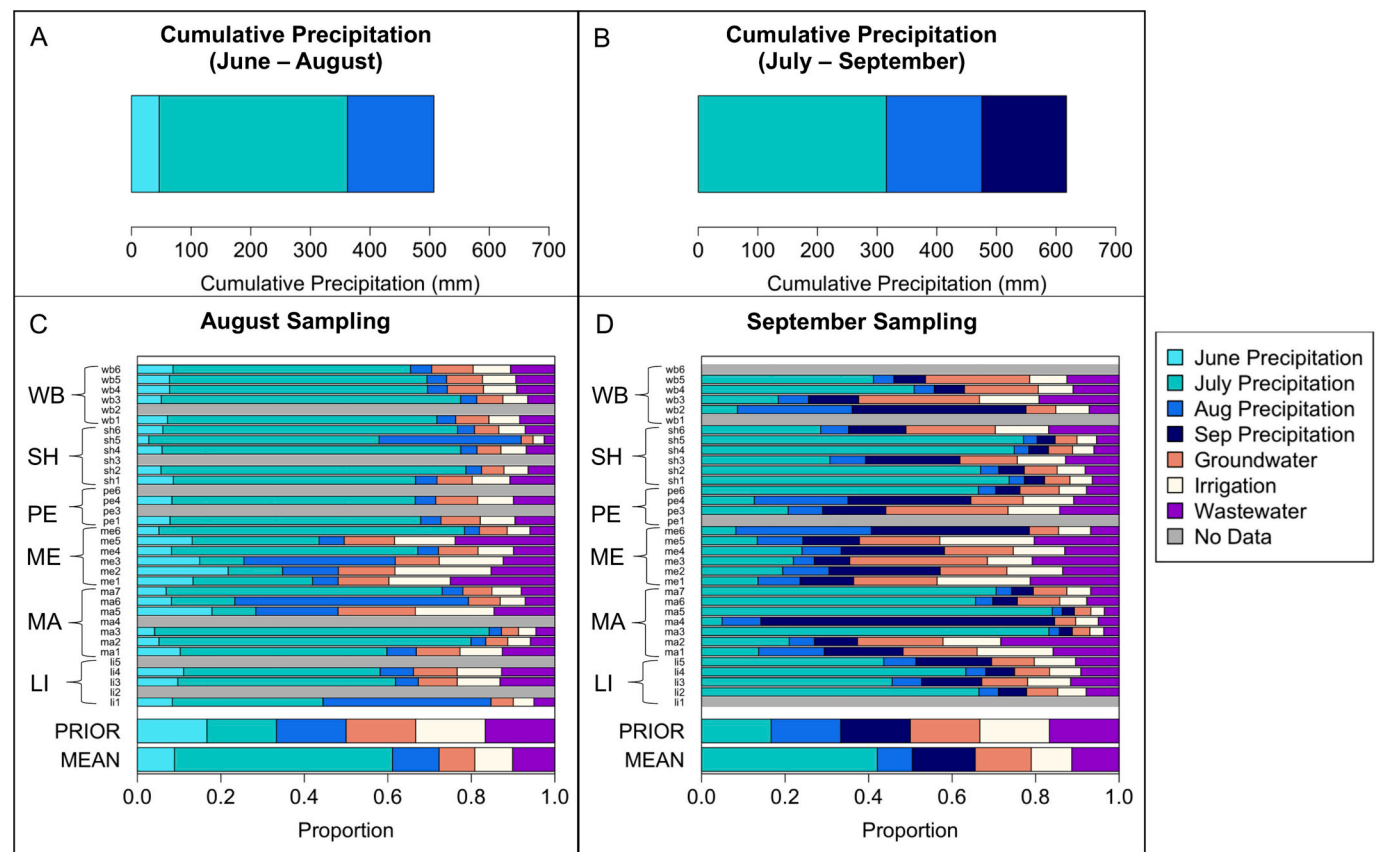 A
Cumulative Precipitation
(June – August)
0 100 200 300 400 500 600 700
Cumulative Precipitation (mm)
B
Cumulative Precipitation
(July – September)
0 100 200 300 400 500 600 700
Cumulative Precipitation (mm)
C
August Sampling
WB
wb6
wb5
wb4
wb3
wb2
wb1
SH
sh6
sh5
sh4
sh3
sh2
sh1
PE
pe6
pe4
pe3
pe1
ME
me6
me5
me4
me3
me2
me1
MA
ma7
ma6
ma5
ma4
ma3
ma2
ma1
LI
li5
li4
li3
li2
li1
PRIOR
MEAN
0.0 0.2 0.4 0.6 0.8 1.0
Proportion
D
September Sampling
WB
wb6
wb5
wb4
wb3
wb2
wb1
SH
sh6
sh5
sh4
sh3
sh2
sh1
PE
pe6
pe4
pe3
pe1
ME
me6
me5
me4
me3
me2
me1
MA
ma7
ma6
ma5
ma4
ma3
ma2
ma1
LI
li5
li4
li3
li2
li1
PRIOR
MEAN
0.0 0.2 0.4 0.6 0.8 1.0
Proportion
June Precipitation
July Precipitation
Aug Precipitation
Sep Precipitation
Groundwater
Irrigation
Wastewater
No Data